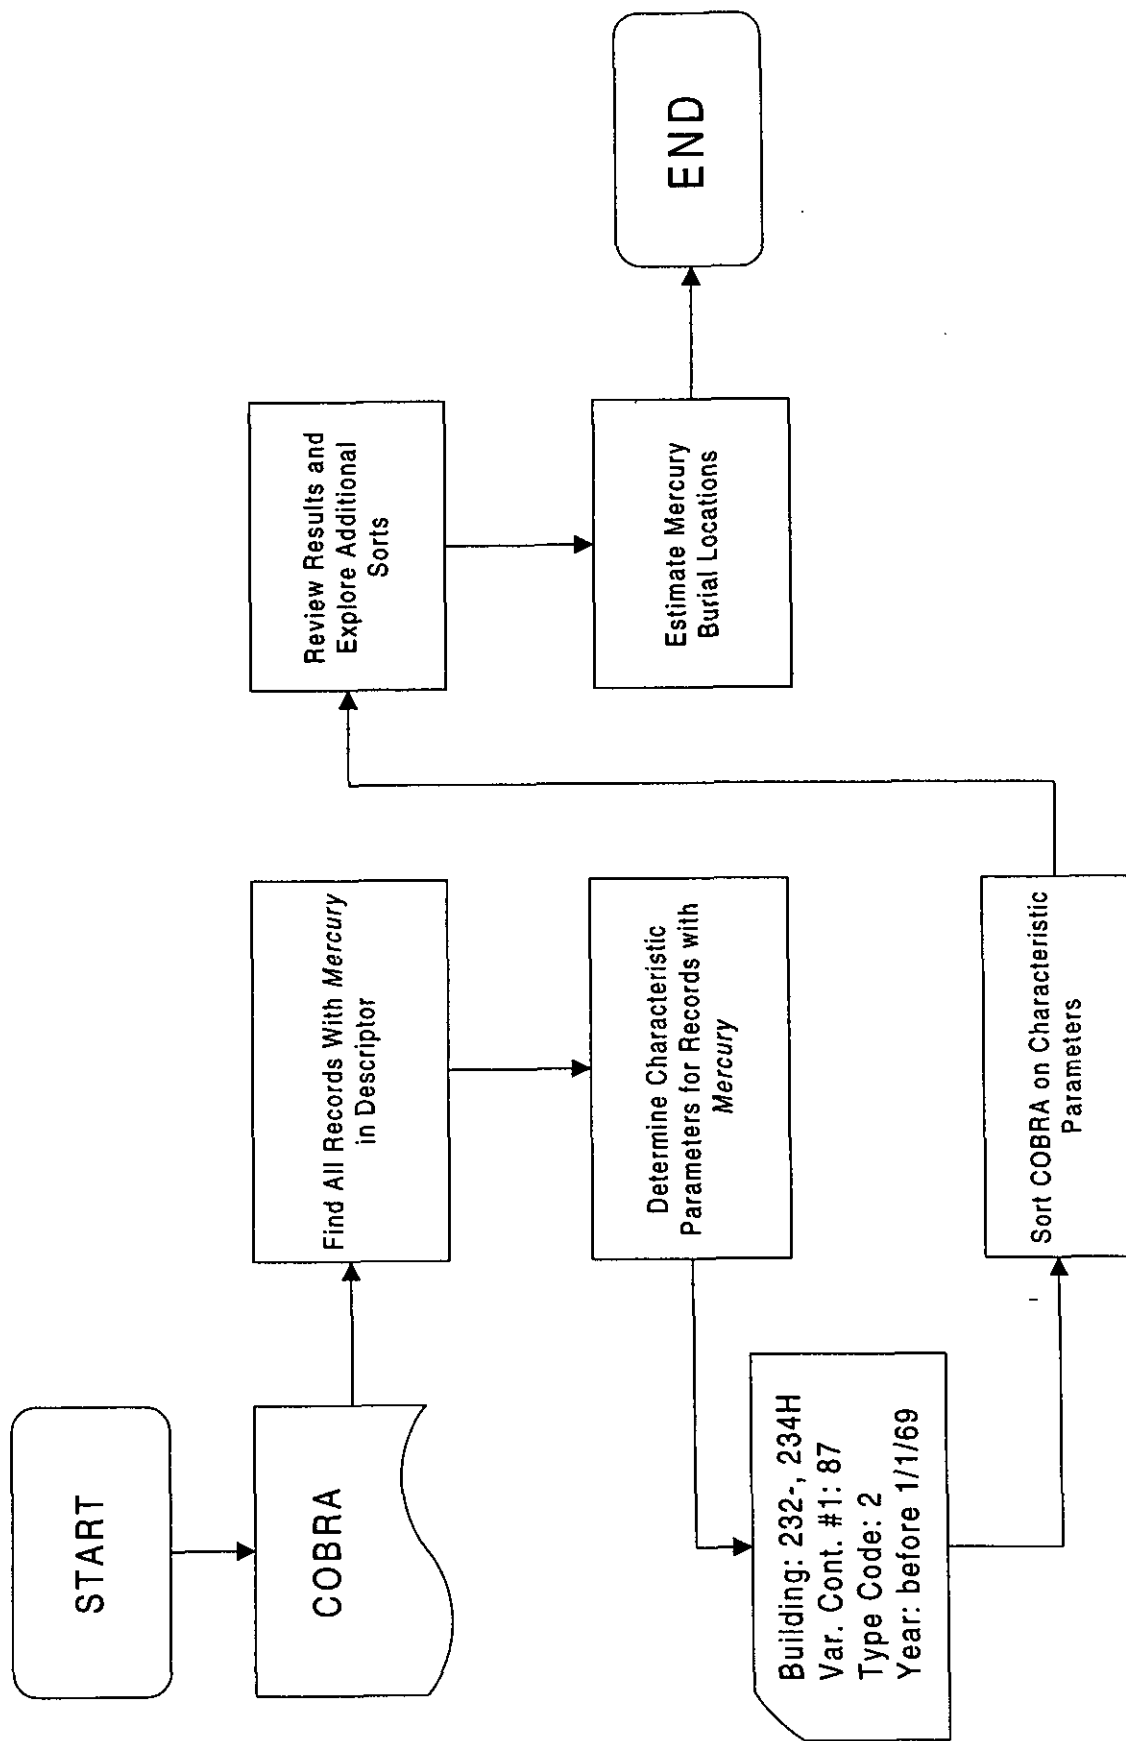 START
COBRA
Find All Records With Mercury
in Descriptor
Determine Characteristic
Parameters for Records with
Mercury
Building: 232-, 234H
Var. Cont. #1: 87
Type Code: 2
Year: before 1/1/69
Sort COBRA on Characteristic
Parameters
Review Results and
Explore Additional
Sorts
Estimate Mercury
Burial Locations
END